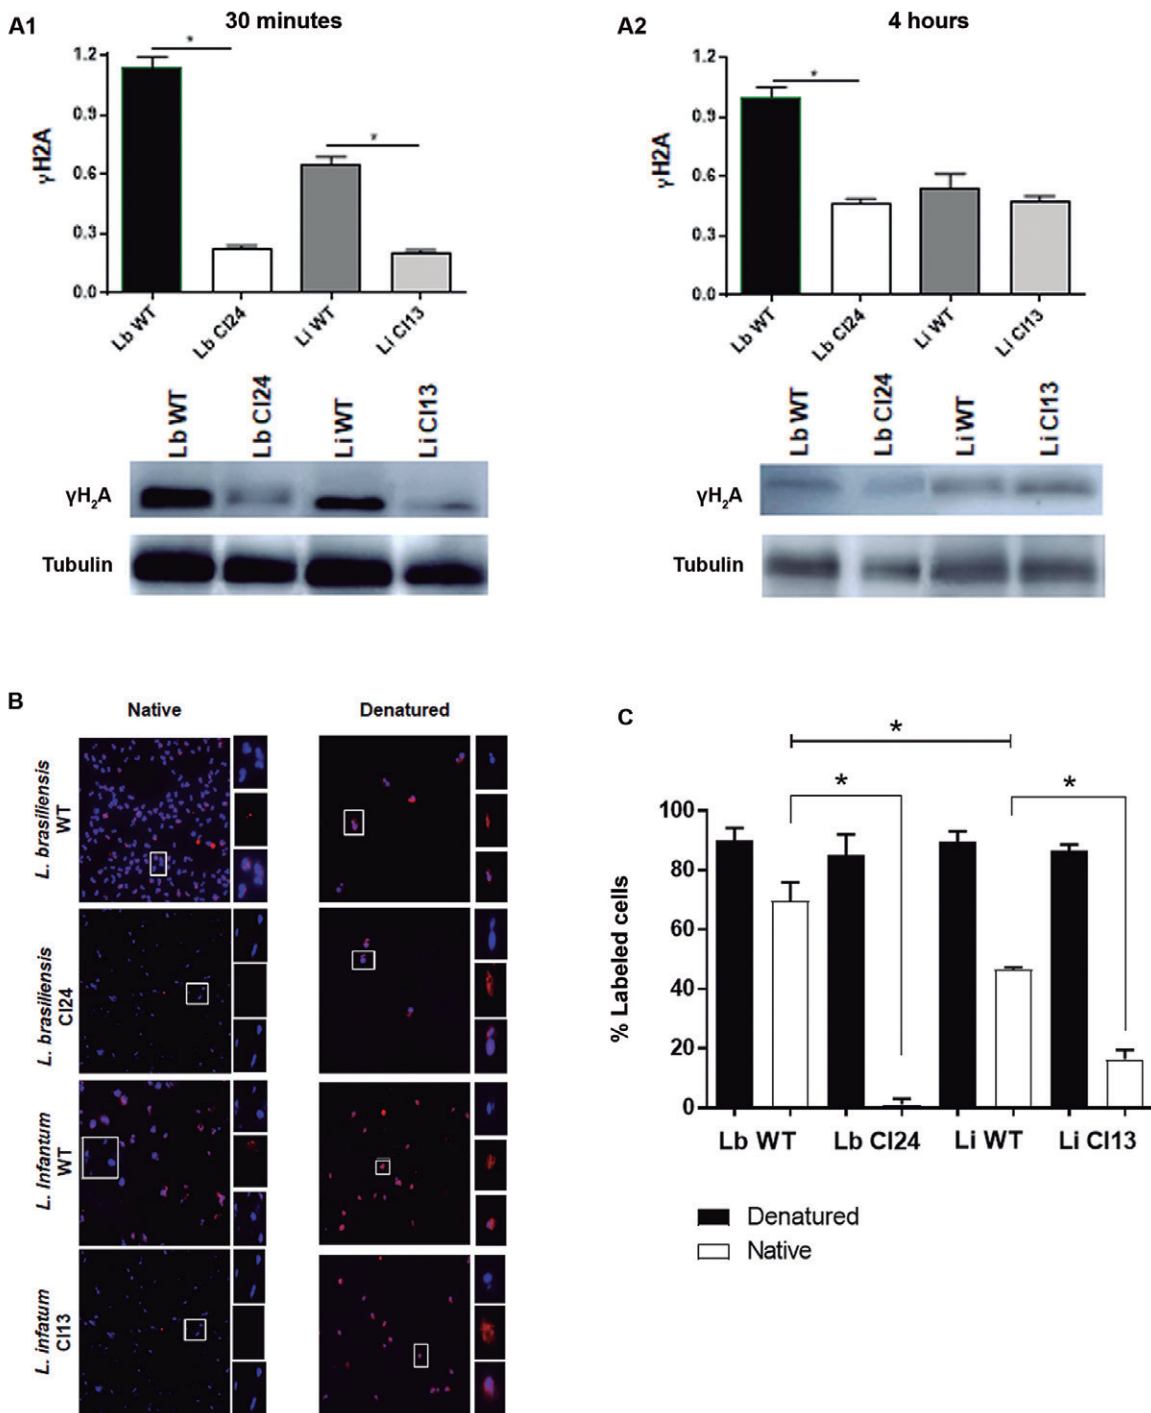 A1
30 minutes
*
*
1.2
0.9
0.6
0.3
0.0
γH2A
Lb WT
Lb Cl24
Li WT
Li Cl13
Lb WT
Lb Cl24
Li WT
Li Cl13
γH₂A
Tubulin
A2
4 hours
*
1.2
0.9
0.6
0.3
0.0
γH2A
Lb WT
Lb Cl24
Li WT
Li Cl13
Lb WT
Lb Cl24
Li WT
Li Cl13
γH₂A
Tubulin
B
Native
Denatured
L. brasiliensis
WT
L. brasiliensis
Cl24
L. Infantum
WT
L. infatum
Cl13
C
*
*
*
100
80
60
40
20
0
% Labeled cells
Lb WT
Lb Cl24
Li WT
Li Cl13
Denatured
Native